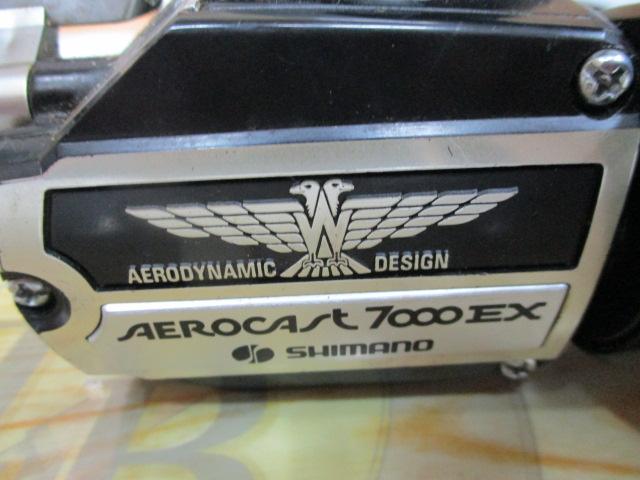 W
AERODYNAMIC DESIGN
AEROCAST 7000EX
SHIMANO